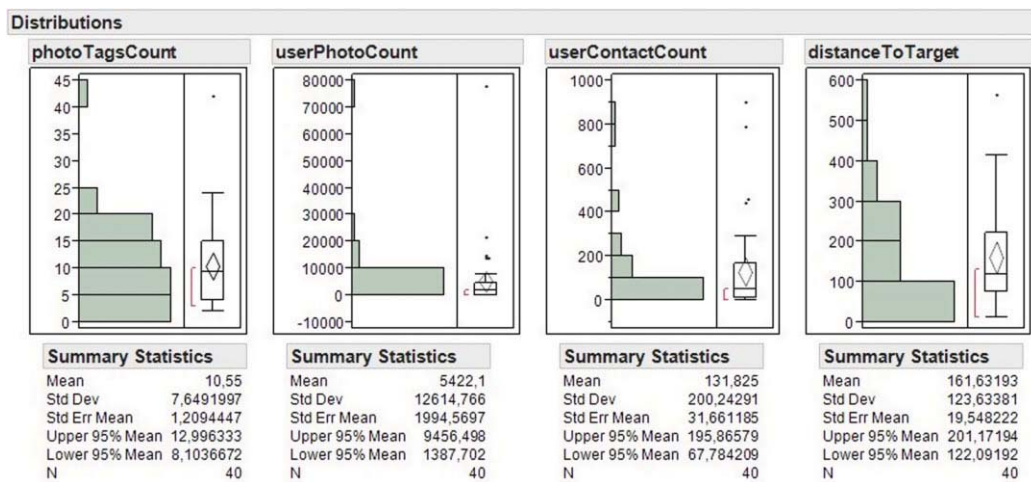 Distributions
photoTagsCount
45
40
35
30
25
20
15
10
5
0
Summary Statistics
Mean 10,55
Std Dev 7,6491997
Std Err Mean 1,2094447
Upper 95% Mean 12,996333
Lower 95% Mean 8,1036672
N 40
userPhotoCount
80000
70000
60000
50000
40000
30000
20000
10000
0
-10000
Summary Statistics
Mean 5422,1
Std Dev 12614,766
Std Err Mean 1994,5697
Upper 95% Mean 9456,498
Lower 95% Mean 1387,702
N 40
userContactCount
1000
800
600
400
200
0
Summary Statistics
Mean 131,825
Std Dev 200,24291
Std Err Mean 31,661185
Upper 95% Mean 195,86579
Lower 95% Mean 67,784209
N 40
distanceToTarget
600
500
400
300
200
100
0
Summary Statistics
Mean 161,63193
Std Dev 123,63381
Std Err Mean 19,548222
Upper 95% Mean 201,17194
Lower 95% Mean 122,09192
N 40